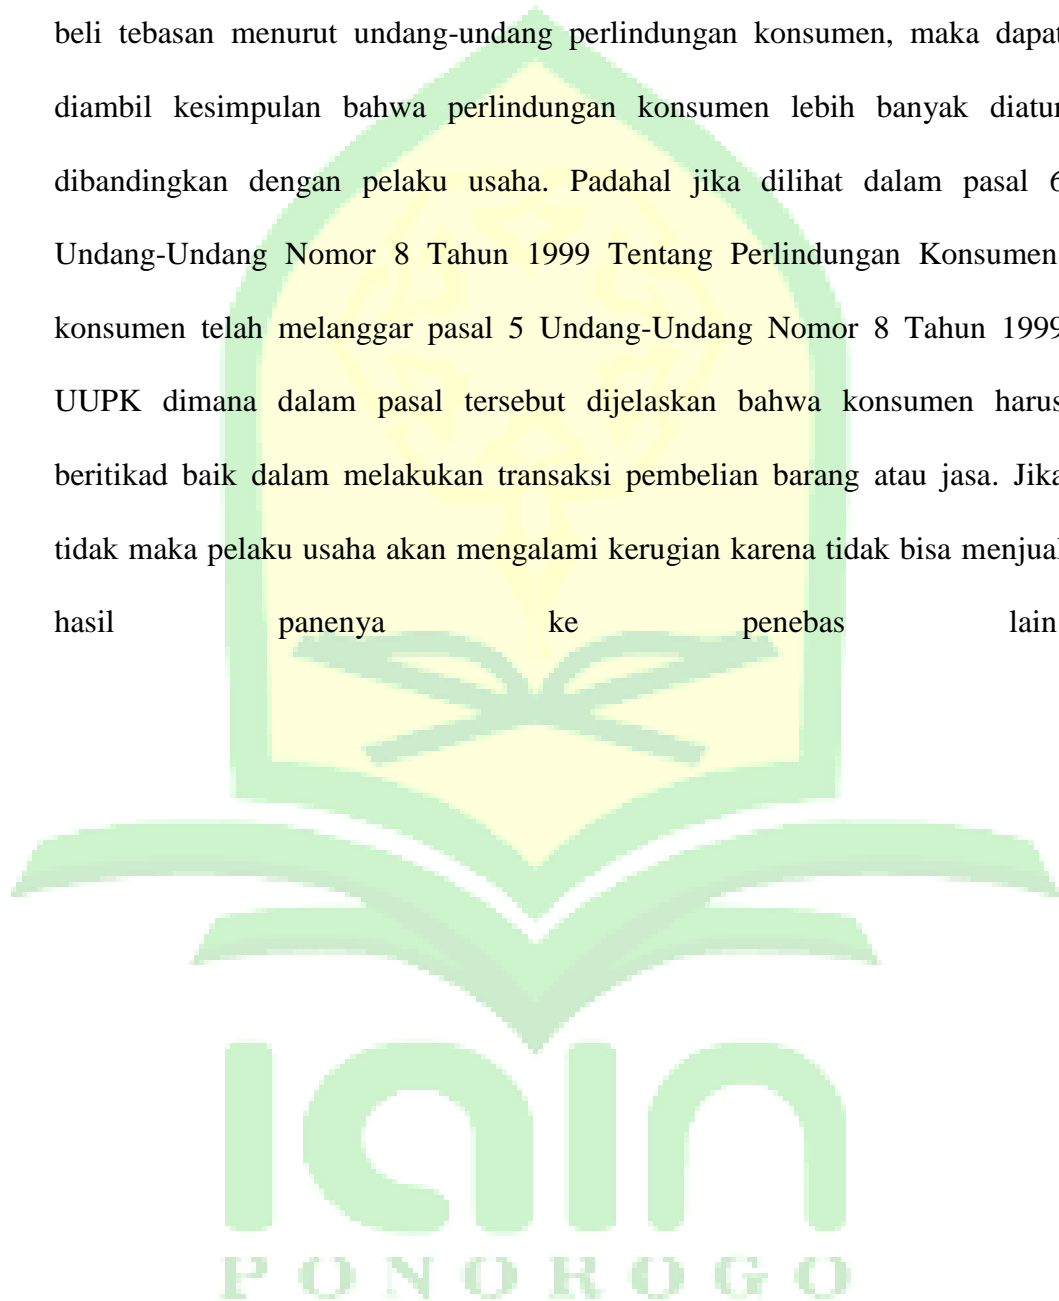 beli tebasan menurut undang-undang perlindungan konsumen, maka dapat
diambil kesimpulan bahwa perlindungan konsumen lebih banyak diatur
dibandingkan dengan pelaku usaha. Padahal jika dilihat dalam pasal 6
Undang-Undang Nomor 8 Tahun 1999 Tentang Perlindungan Konsumen
konsumen telah melanggar pasal 5 Undang-Undang Nomor 8 Tahun 1999
UUPK dimana dalam pasal tersebut dijelaskan bahwa konsumen harus
beritikad baik dalam melakukan transaksi pembelian barang atau jasa. Jika
tidak maka pelaku usaha akan mengalami kerugian karena tidak bisa menjual
hasil panenya ke penebas lain
iain
PONOROGO